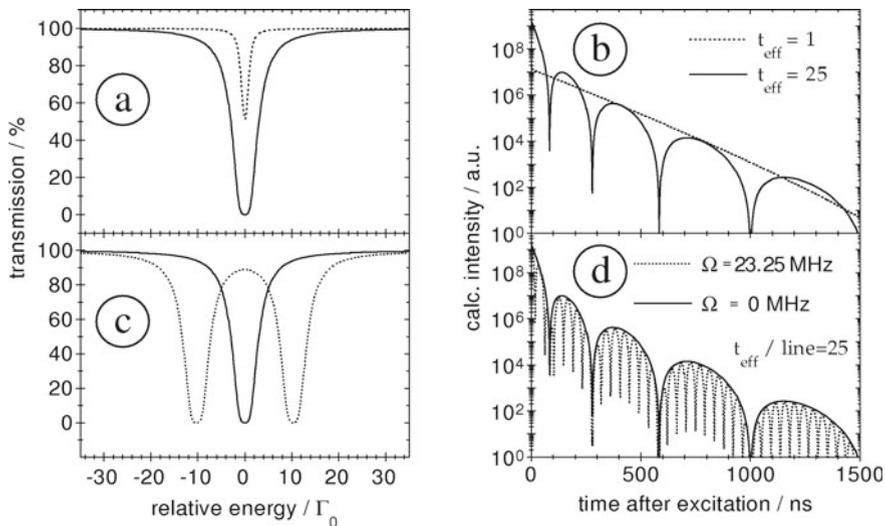 100
80
60
40
20
0
a
transmission / %
100
80
60
40
20
0
c
-30 -20 -10 0 10 20 30
relative energy / Γ0
10^8
10^6
10^4
10^2
10^0
b
t_eff = 1
t_eff = 25
calc. intensity / a.u.
10^8
10^6
10^4
10^2
10^0
d
Ω = 23.25 MHz
Ω = 0 MHz
t_eff / line=25
0 500 1000 1500
time after excitation / ns